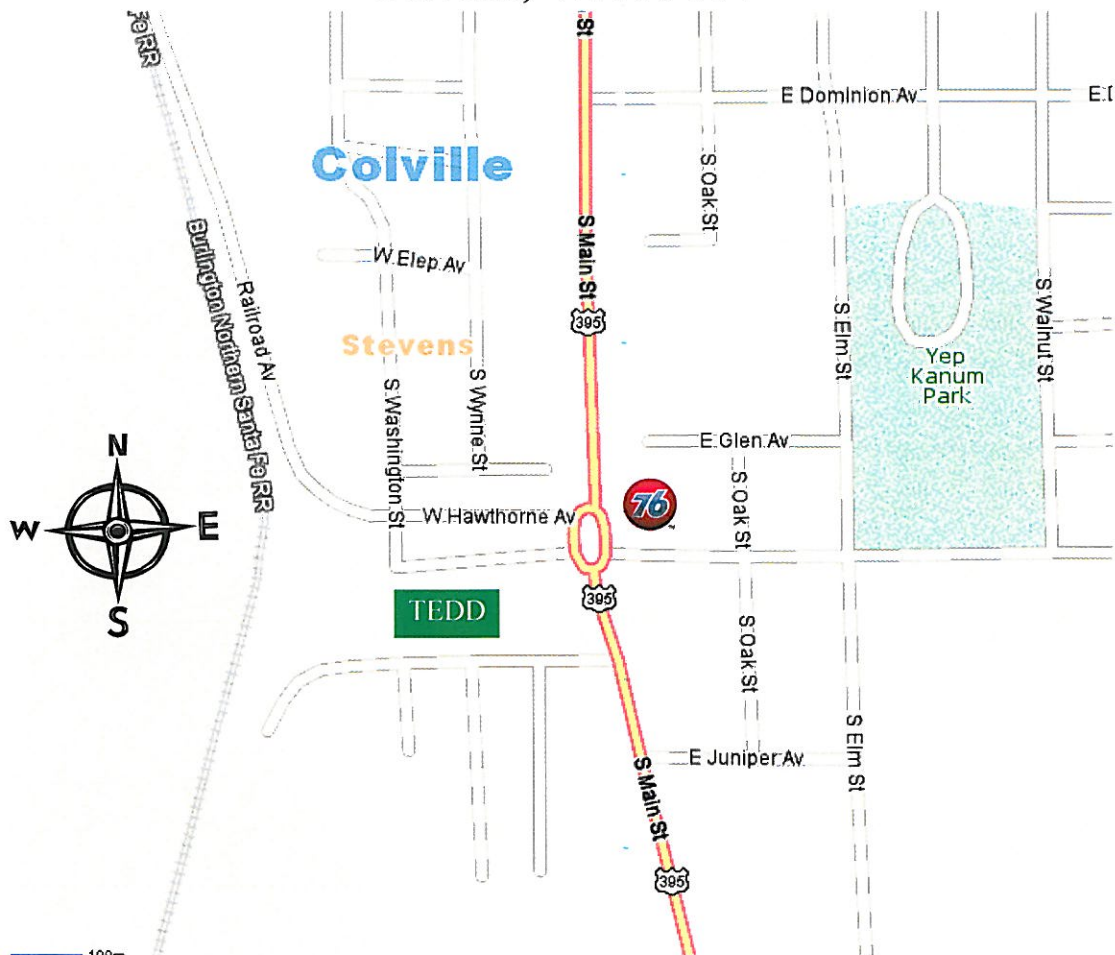 St
Fe RR
E Dominion Av
E.D
Colville
S Oak St
S Main St
W Elep Av
Burlington Northern Santa Fe RR
Railroad Av
395
S Elm St
S Walnut St
Stevens
Yep
Kanum
Park
S Washington St
S Wynne St
E Glen Av
N
W
E
S
76
S Oak St
W Hawthorne Av
395
TEDD
S Oak St
S Elm St
E Juniper Av
S Main St
395